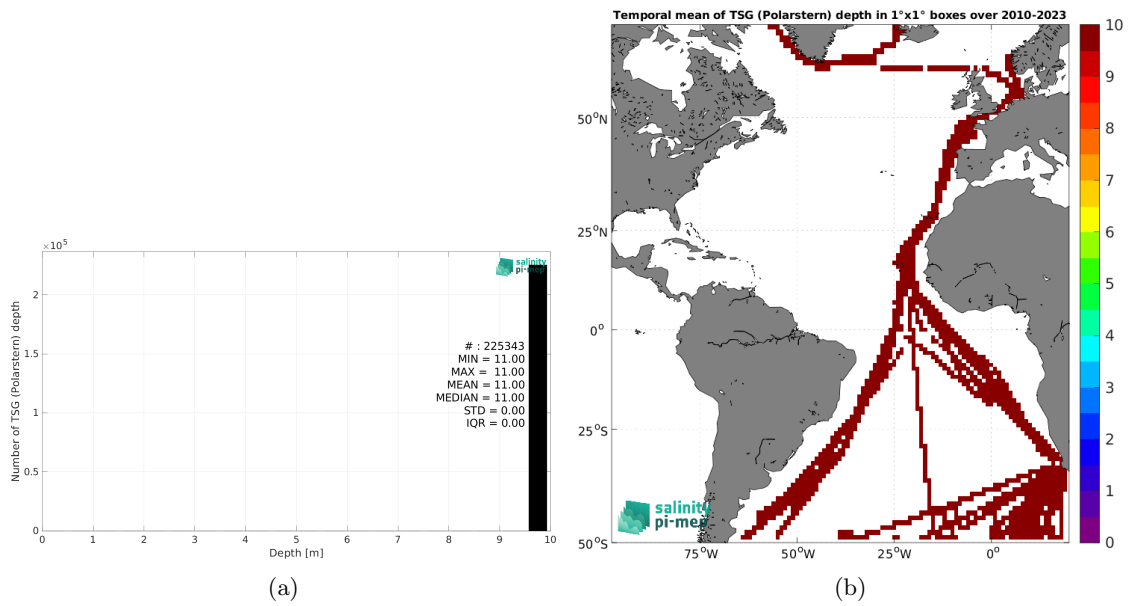 Temporal mean of TSG (Polarstern) depth in 1°x1° boxes over 2010-2023
×10⁵
salinity
pi-mep
# : 225343
MIN = 11.00
MAX = 11.00
MEAN = 11.00
MEDIAN = 11.00
STD = 0.00
IQR = 0.00
Number of TSG (Polarstern) depth
2
1.5
1
0.5
0
0 1 2 3 4 5 6 7 8 9 10
Depth [m]
(a)
50°N
25°N
0°
25°S
50°S
75°W 50°W 25°W 0°
salinity
pi-mep
10
9
8
7
6
5
4
3
2
1
0
(b)